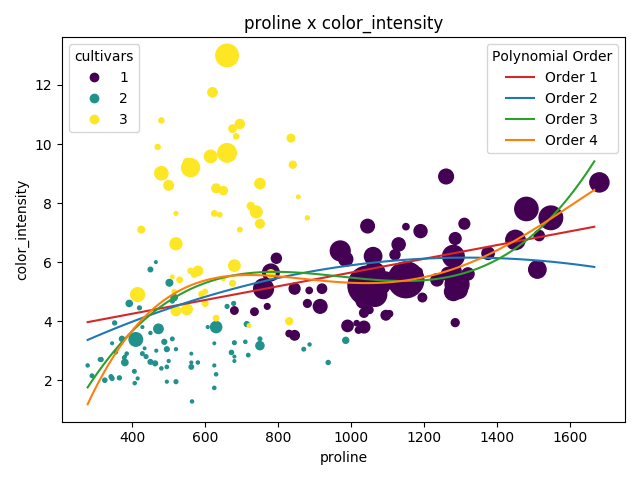 proline x color_intensity
cultivars
1
2
3
Polynomial Order
Order 1
Order 2
Order 3
Order 4
color_intensity
12
10
8
6
4
2
400 600 800 1000 1200 1400 1600
proline